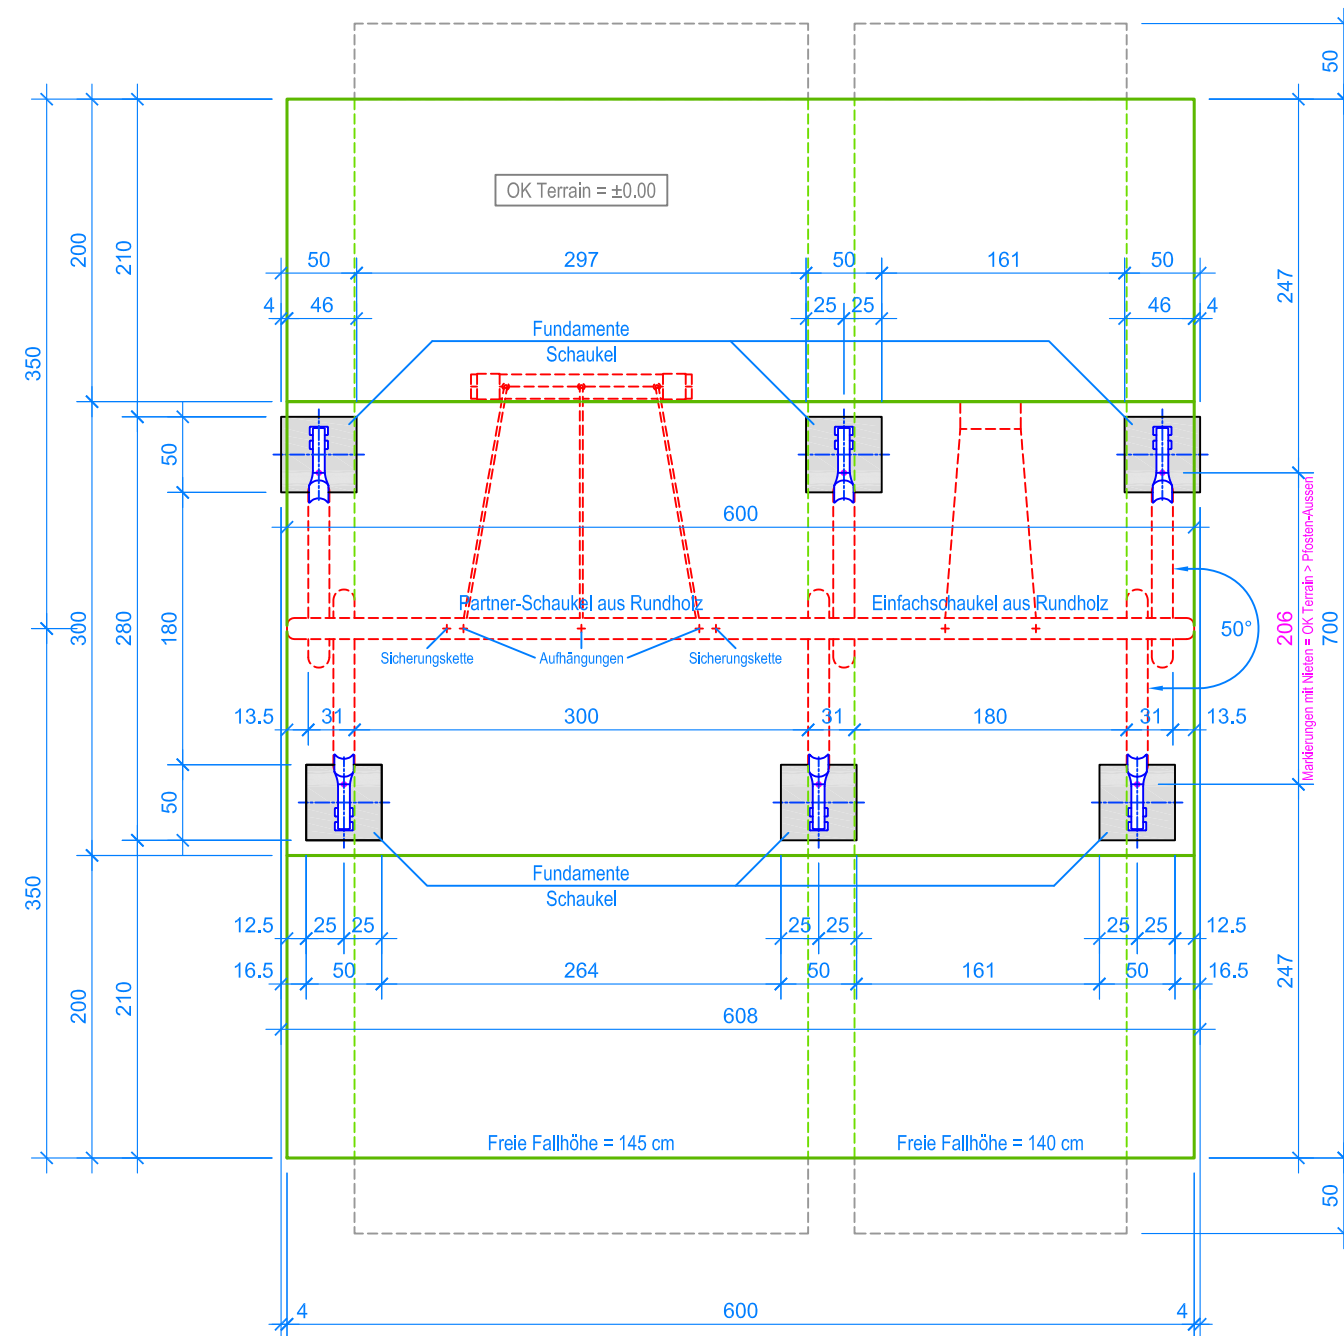 50
OK Terrain = ±0.00
50 297 50 161 50
4 46 25 25 46 4
200
210
247
350
Fundamente
Schaukel
50
600
Partner-Schaukel aus Rundholz
Einfachschaukel aus Rundholz
Sicherungskette
Aufhängungen
Sicherungskette
50°
300
280
180
206
Markierungen mit Nieten = OK Terrain > Pfosten-Aussen
700
13.5 31 300 31 180 31 13.5
50
Fundamente
Schaukel
350
12.5 25 25 25 25 25 25 12.5
16.5 50 264 50 161 50 16.5
200
210
247
608
Freie Fallhöhe = 145 cm
Freie Fallhöhe = 140 cm
50
4 600 4